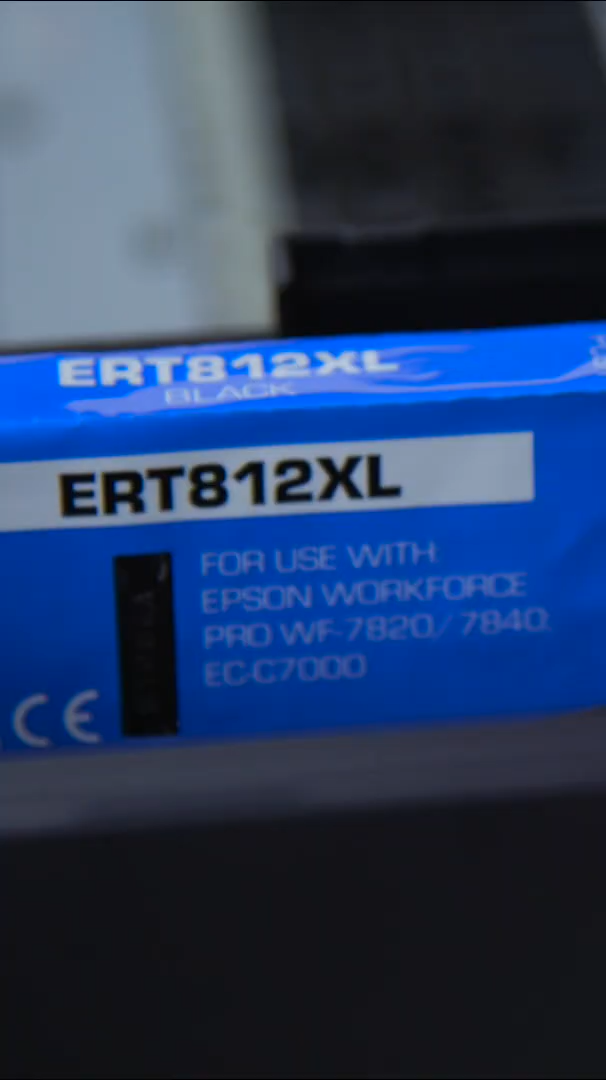 ERT812XL
BLACK
ERT812XL
FOR USE WITH:
EPSON WORKFORCE
PRO WF-7820/7840;
EC-C7000
CE